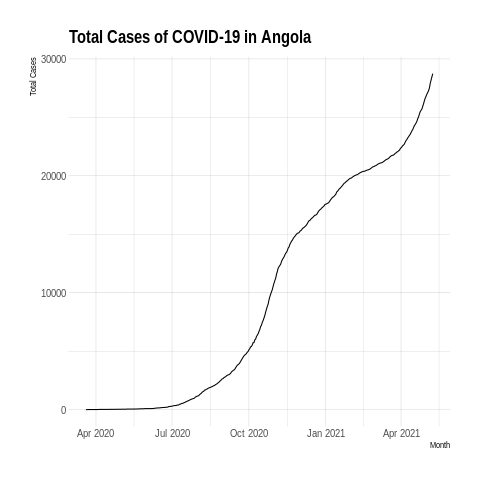 Total Cases of COVID-19 in Angola
Total Cases
30000
20000
10000
0
Apr 2020 Jul 2020 Oct 2020 Jan 2021 Apr 2021
Month